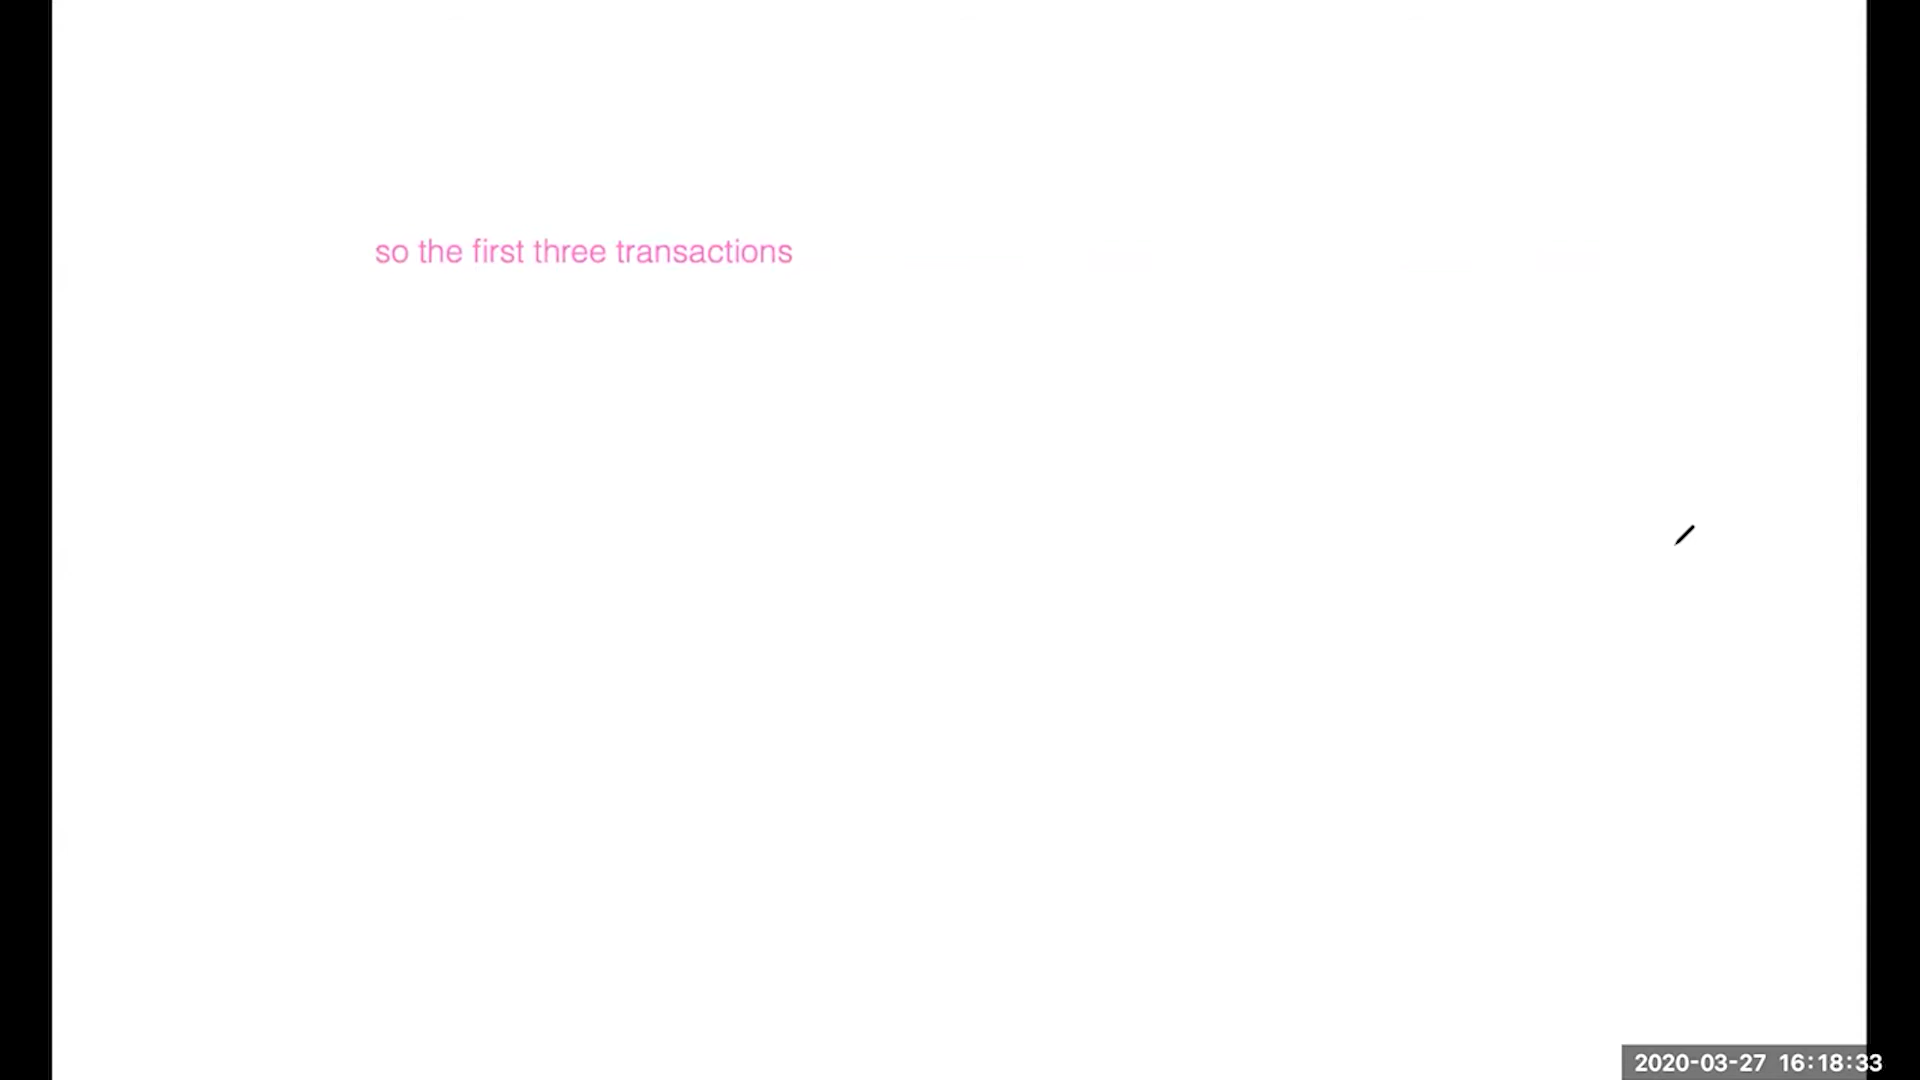 so the first three transactions
2020-03-27 16:18:33